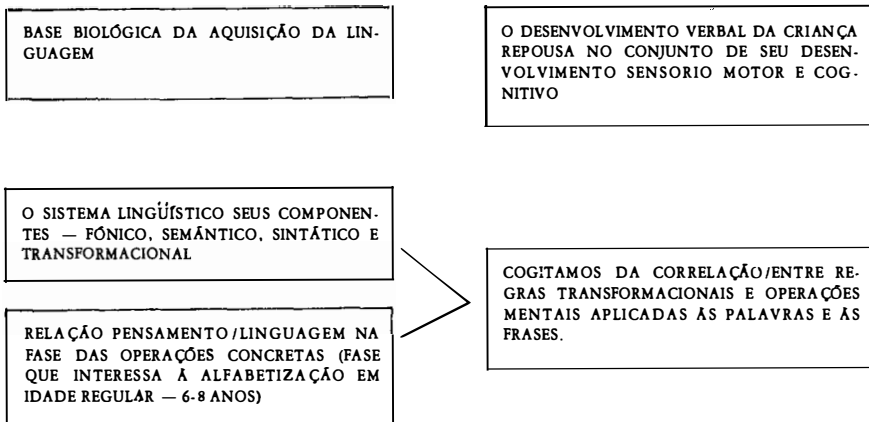 BASE BIOLÓGICA DA AQUISIÇÃO DA LIN-
GUAGEM
O DESENVOLVIMENTO VERBAL DA CRIANÇA
REPOUSA NO CONJUNTO DE SEU DESEN-
VOLVIMENTO SENSORIO MOTOR E COG-
NITIVO
O SISTEMA LINGÜÍSTICO SEUS COMPONEN-
TES — FÓNICO, SEMÂNTICO, SINTÁTICO E
TRANSFORMACIONAL
RELAÇÃO PENSAMENTO/LINGUAGEM NA
FASE DAS OPERAÇÕES CONCRETAS (FASE
QUE INTERESSA À ALFABETIZAÇÃO EM
IDADE REGULAR — 6-8 ANOS)
COGITAMOS DA CORRELAÇÃO/ENTRE RE-
GRAS TRANSFORMACIONAIS E OPERAÇÕES
MENTAIS APLICADAS ÀS PALAVRAS E ÀS
FRASES.